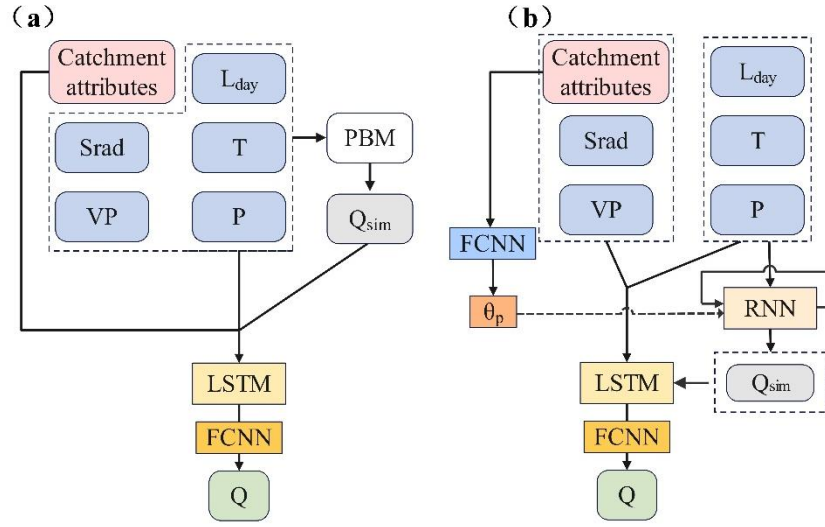 (a)
Catchment
attributes
L_day
Srad
T
PBM
VP
P
Q_sim
LSTM
FCNN
Q
(b)
Catchment
attributes
L_day
Srad
T
VP
P
FCNN
θ_p
RNN
LSTM
Q_sim
FCNN
Q